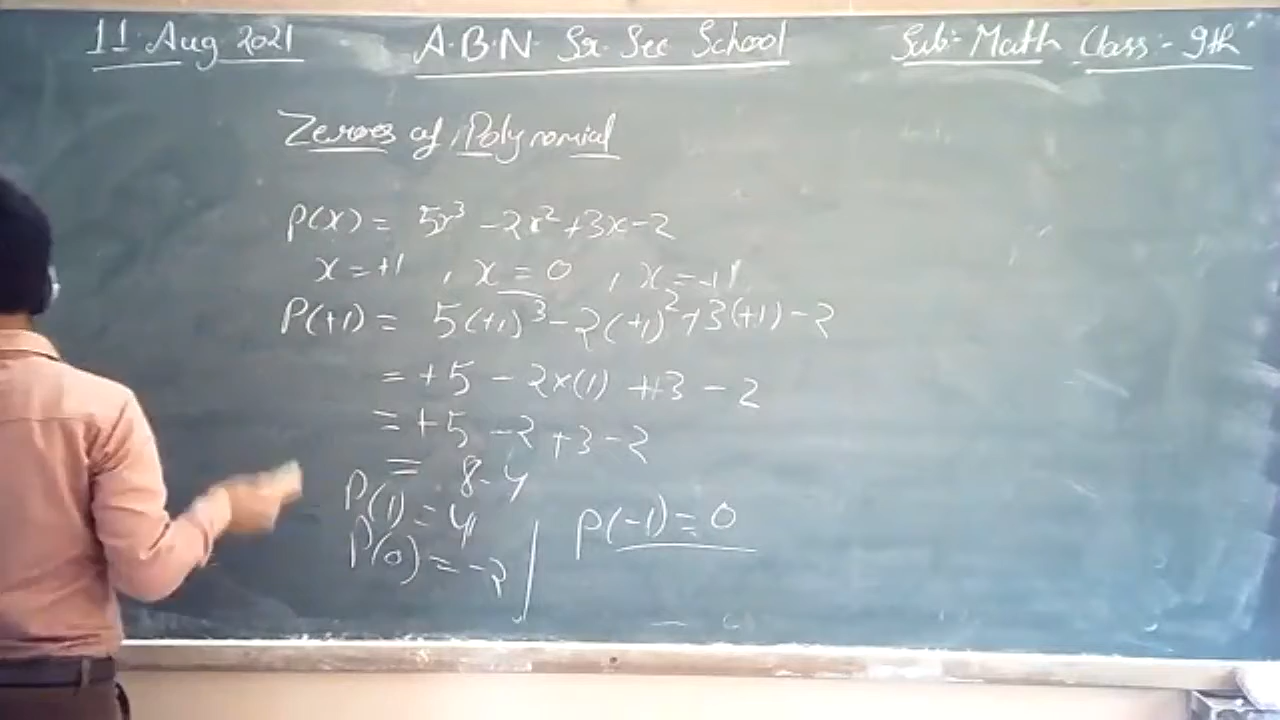 11 Aug 2021 A.B.N. Sr. Sec School Sub:- Math Class:- 9th
Zeroes of Polynomial
P(x) = 5x³ - 2x² + 3x - 2
x = +1 , x = 0 , x = -1
P(+1) = 5(+1)³ - 2(+1)² + 3(+1) - 2
= +5 - 2×(1) + +3 - 2
= +5 - 2 + 3 - 2
= 8 - 4
P(1) = 4
P(0) = -2
P(-1) = 0